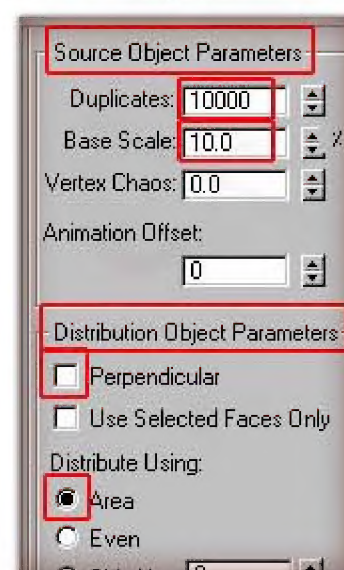 Source Object Parameters
Duplicates: 10000
Base Scale: 10.0 %
Vertex Chaos: 0.0
Animation Offset:
0
Distribution Object Parameters
Perpendicular
Use Selected Faces Only
Distribute Using:
Area
Even